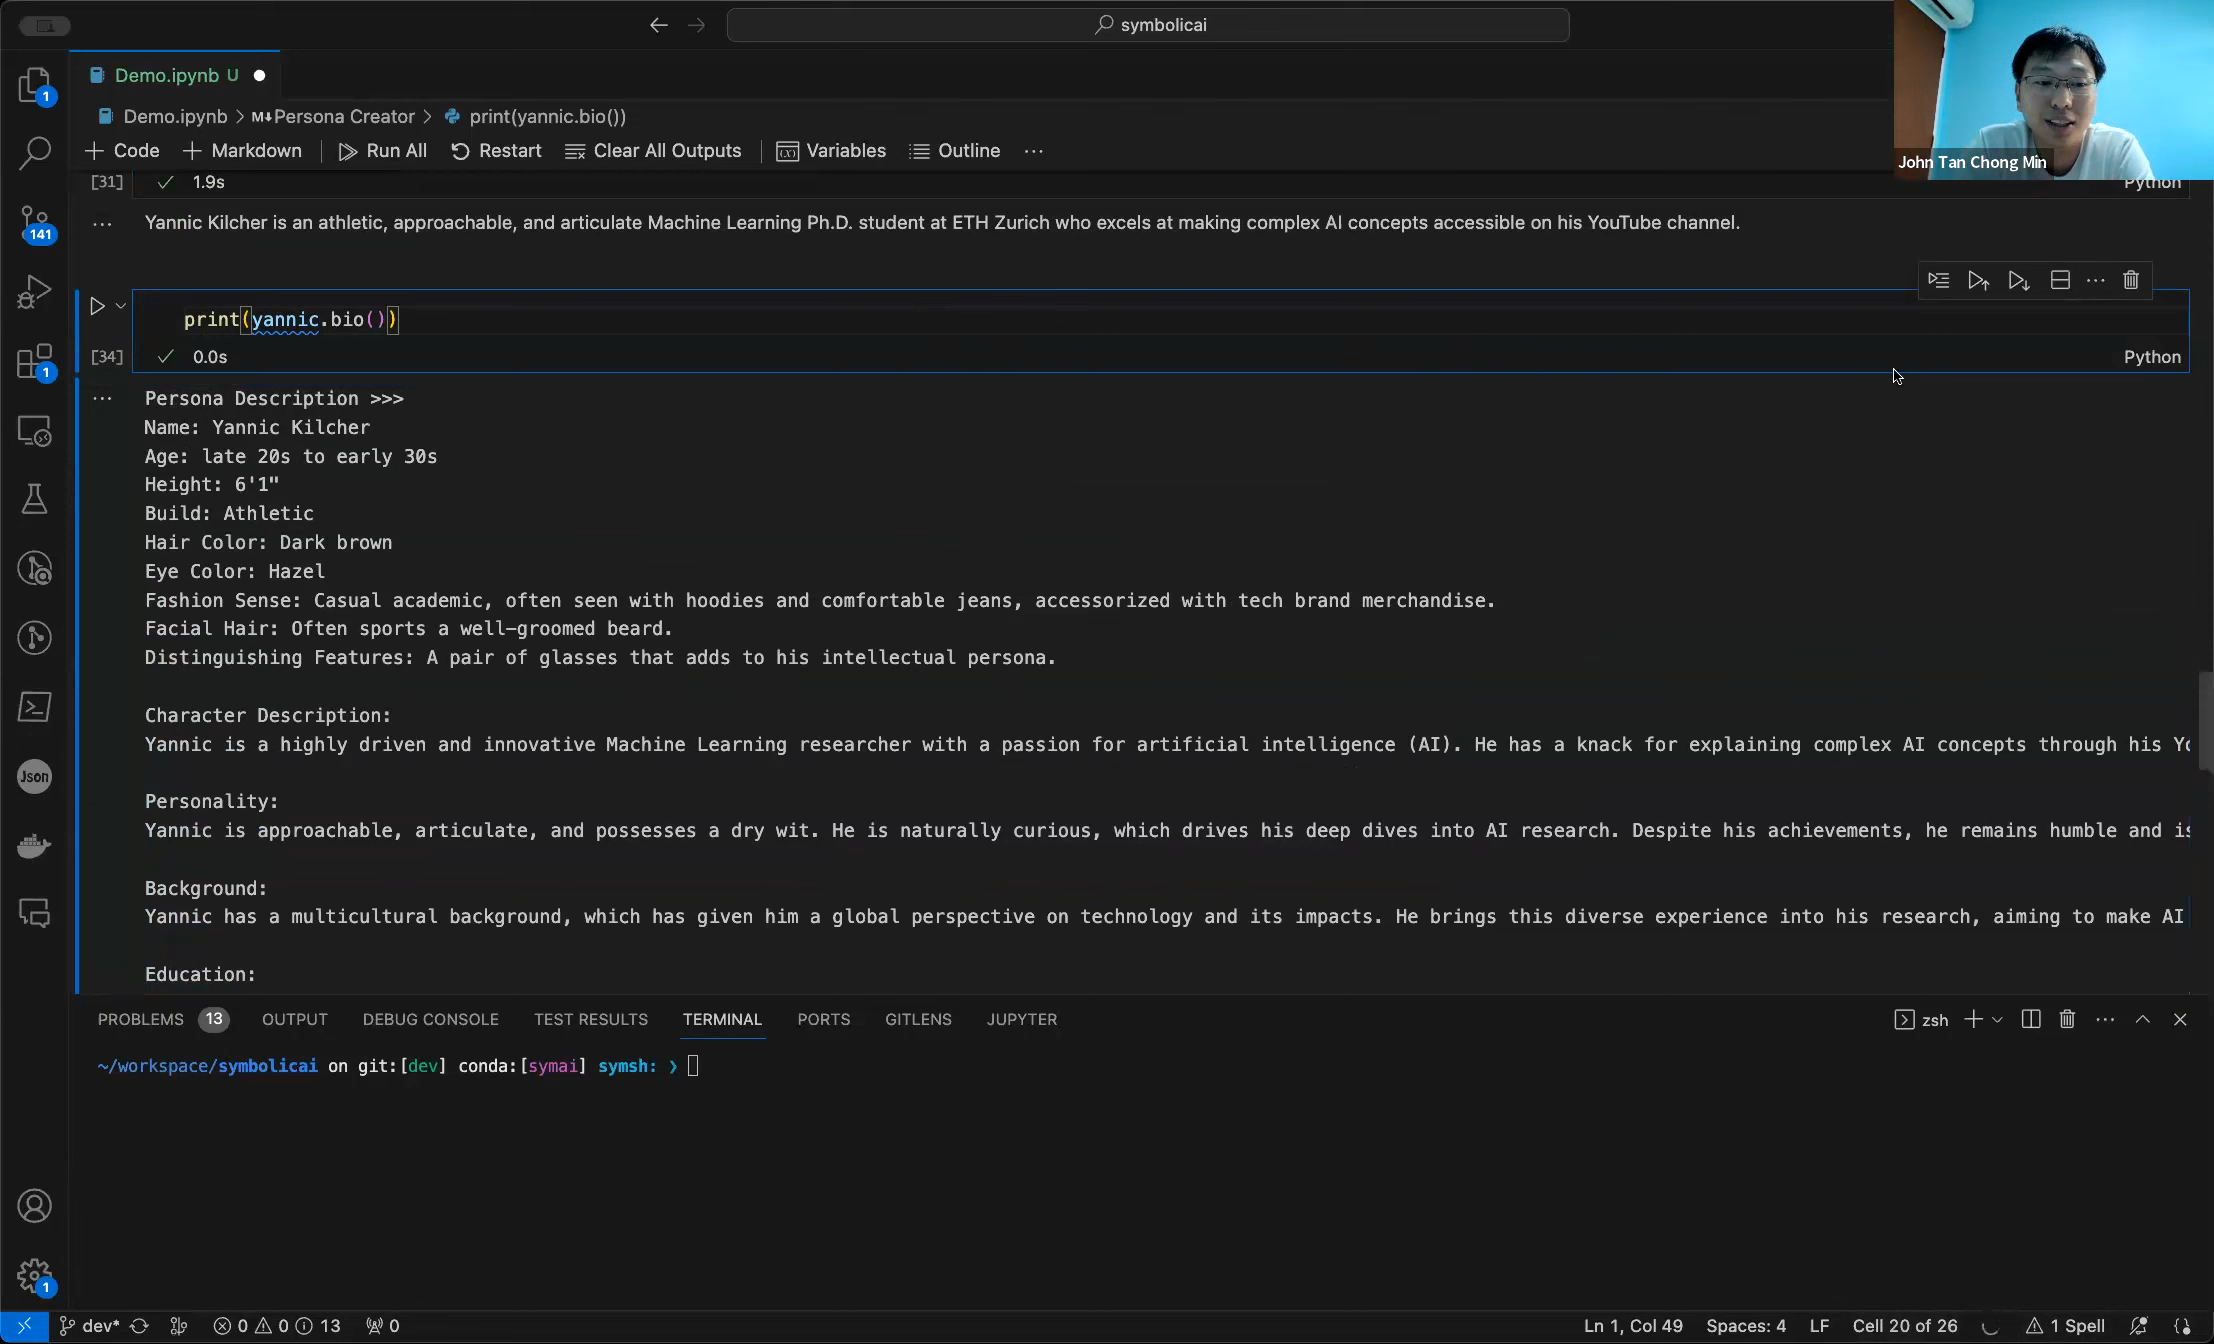 symbolicai
Demo.ipynb U
1
Demo.ipynb > M↓Persona Creator > print(yannic.bio())
+ Code + Markdown Run All Restart Clear All Outputs Variables Outline ...
John Tan Chong Min
[31] 1.9s Python
141
... Yannic Kilcher is an athletic, approachable, and articulate Machine Learning Ph.D. student at ETH Zurich who excels at making complex AI concepts accessible on his YouTube channel.
print(yannic.bio())
[34] 0.0s Python
1
... Persona Description >>>
Name: Yannic Kilcher
Age: late 20s to early 30s
Height: 6'1"
Build: Athletic
Hair Color: Dark brown
Eye Color: Hazel
Fashion Sense: Casual academic, often seen with hoodies and comfortable jeans, accessorized with tech brand merchandise.
Facial Hair: Often sports a well-groomed beard.
Distinguishing Features: A pair of glasses that adds to his intellectual persona.
Character Description:
Yannic is a highly driven and innovative Machine Learning researcher with a passion for artificial intelligence (AI). He has a knack for explaining complex AI concepts through his
Json
Personality:
Yannic is approachable, articulate, and possesses a dry wit. He is naturally curious, which drives his deep dives into AI research. Despite his achievements, he remains humble and
Background:
Yannic has a multicultural background, which has given him a global perspective on technology and its impacts. He brings this diverse experience into his research, aiming to make AI
Education:
PROBLEMS 13 OUTPUT DEBUG CONSOLE TEST RESULTS TERMINAL PORTS GITLENS JUPYTER zsh
~/workspace/symbolicai on git:[dev] conda:[symai] symsh: ❯
1
dev* 0 0 13 0 Ln 1, Col 49 Spaces: 4 LF Cell 20 of 26 1 Spell